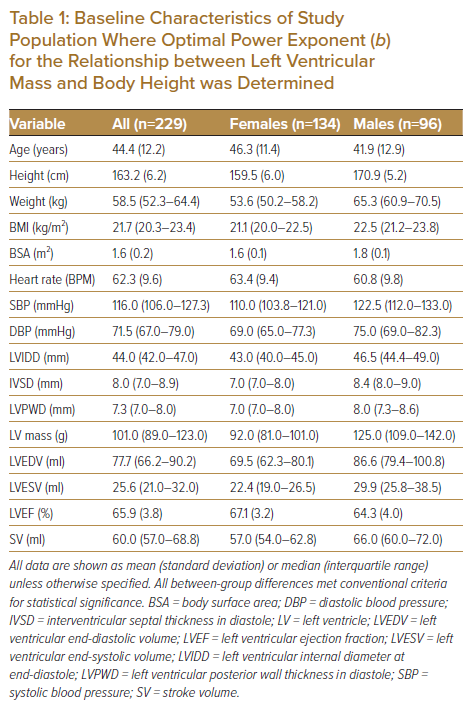 Table 1: Baseline Characteristics of Study
Population Where Optimal Power Exponent (b)
for the Relationship between Left Ventricular
Mass and Body Height was Determined
Variable All (n=229) Females (n=134) Males (n=96)
Age (years) 44.4 (12.2) 46.3 (11.4) 41.9 (12.9)
Height (cm) 163.2 (6.2) 159.5 (6.0) 170.9 (5.2)
Weight (kg) 58.5 (52.3–64.4) 53.6 (50.2–58.2) 65.3 (60.9–70.5)
BMI (kg/m²) 21.7 (20.3–23.4) 21.1 (20.0–22.5) 22.5 (21.2–23.8)
BSA (m²) 1.6 (0.2) 1.6 (0.1) 1.8 (0.1)
Heart rate (BPM) 62.3 (9.6) 63.4 (9.4) 60.8 (9.8)
SBP (mmHg) 116.0 (106.0–127.3) 110.0 (103.8–121.0) 122.5 (112.0–133.0)
DBP (mmHg) 71.5 (67.0–79.0) 69.0 (65.0–77.3) 75.0 (69.0–82.3)
LVIDD (mm) 44.0 (42.0–47.0) 43.0 (40.0–45.0) 46.5 (44.4–49.0)
IVSD (mm) 8.0 (7.0–8.9) 7.0 (7.0–8.0) 8.4 (8.0–9.0)
LVPWD (mm) 7.3 (7.0–8.0) 7.0 (7.0–8.0) 8.0 (7.3–8.6)
LV mass (g) 101.0 (89.0–123.0) 92.0 (81.0–101.0) 125.0 (109.0–142.0)
LVEDV (ml) 77.7 (66.2–90.2) 69.5 (62.3–80.1) 86.6 (79.4–100.8)
LVESV (ml) 25.6 (21.0–32.0) 22.4 (19.0–26.5) 29.9 (25.8–38.5)
LVEF (%) 65.9 (3.8) 67.1 (3.2) 64.3 (4.0)
SV (ml) 60.0 (57.0–68.8) 57.0 (54.0–62.8) 66.0 (60.0–72.0)
All data are shown as mean (standard deviation) or median (interquartile range)
unless otherwise specified. All between-group differences met conventional criteria
for statistical significance. BSA = body surface area; DBP = diastolic blood pressure;
IVSD = interventricular septal thickness in diastole; LV = left ventricle; LVEDV = left
ventricular end-diastolic volume; LVEF = left ventricular ejection fraction; LVESV = left
ventricular end-systolic volume; LVIDD = left ventricular internal diameter at
end-diastole; LVPWD = left ventricular posterior wall thickness in diastole; SBP =
systolic blood pressure; SV = stroke volume.